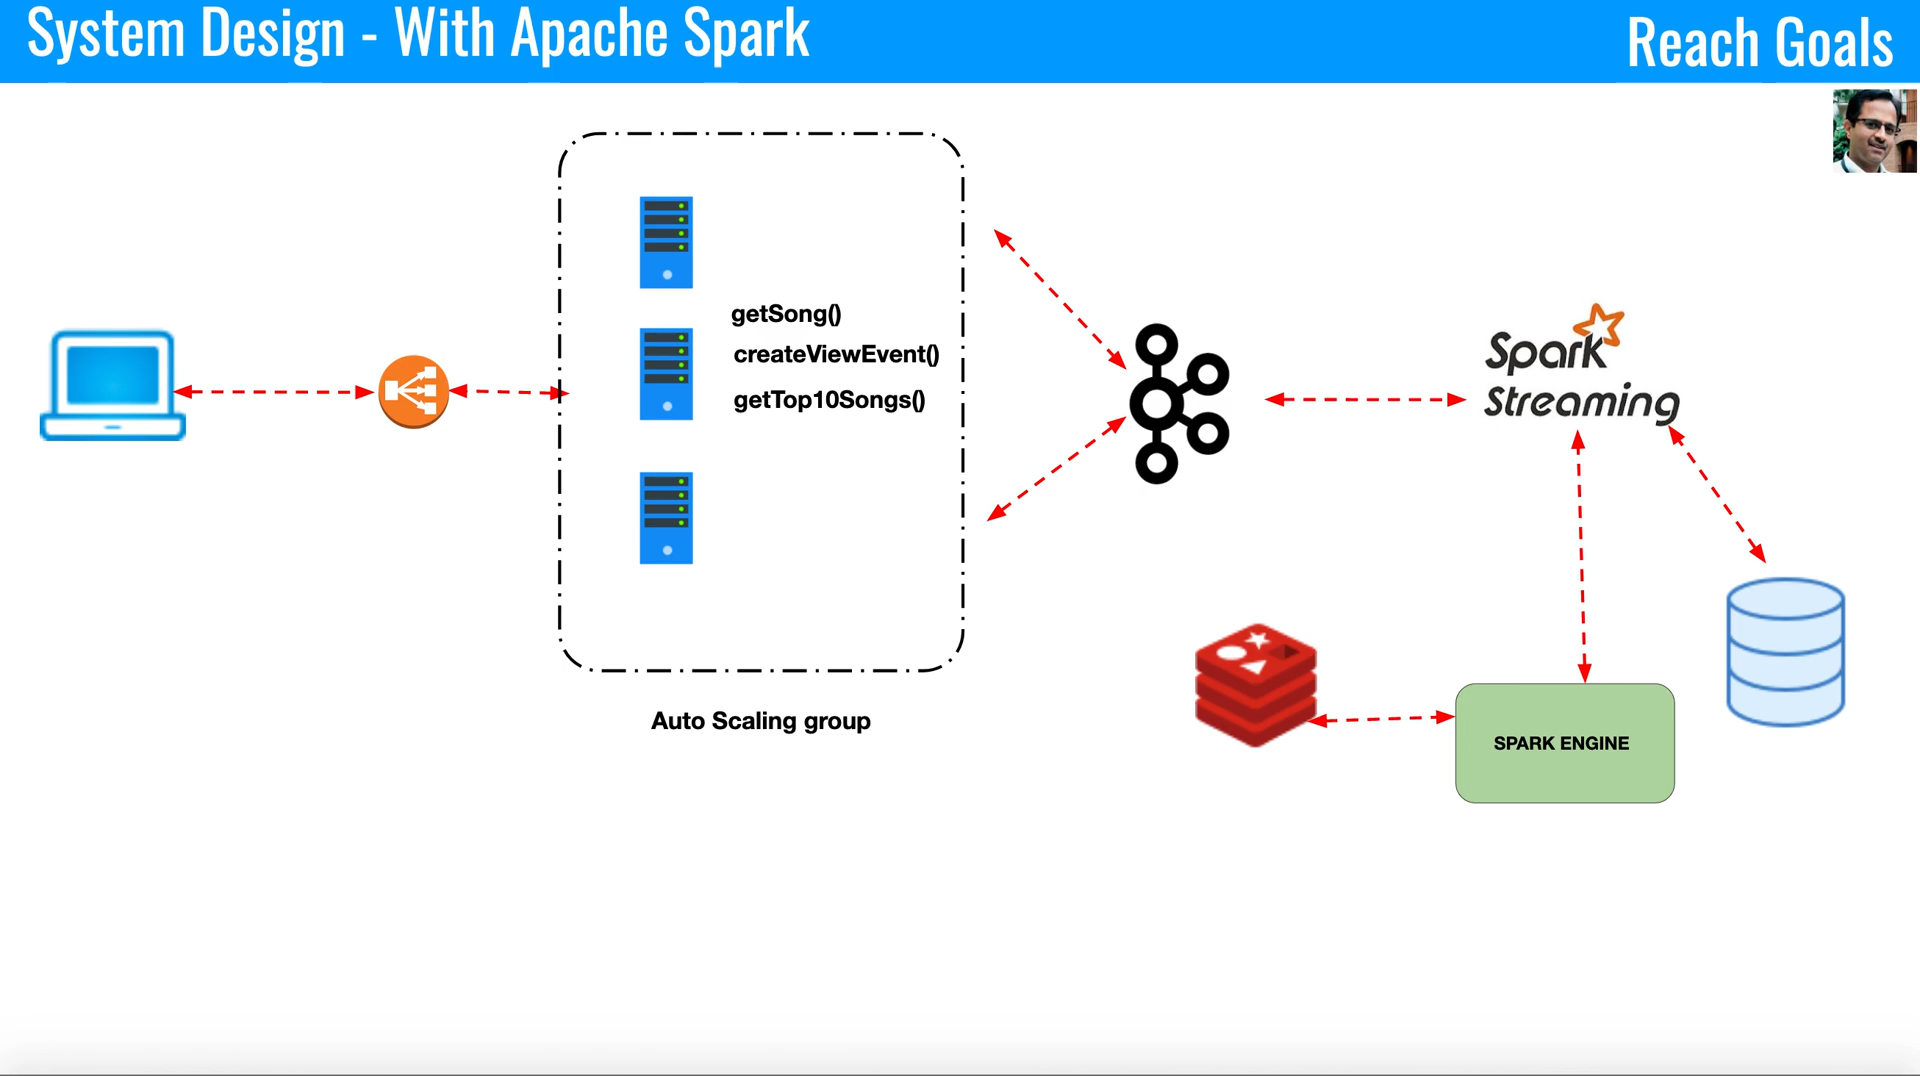 System Design - With Apache Spark
Reach Goals
getSong()
createViewEvent()
getTop10Songs()
Auto Scaling group
Spark
Streaming
SPARK ENGINE